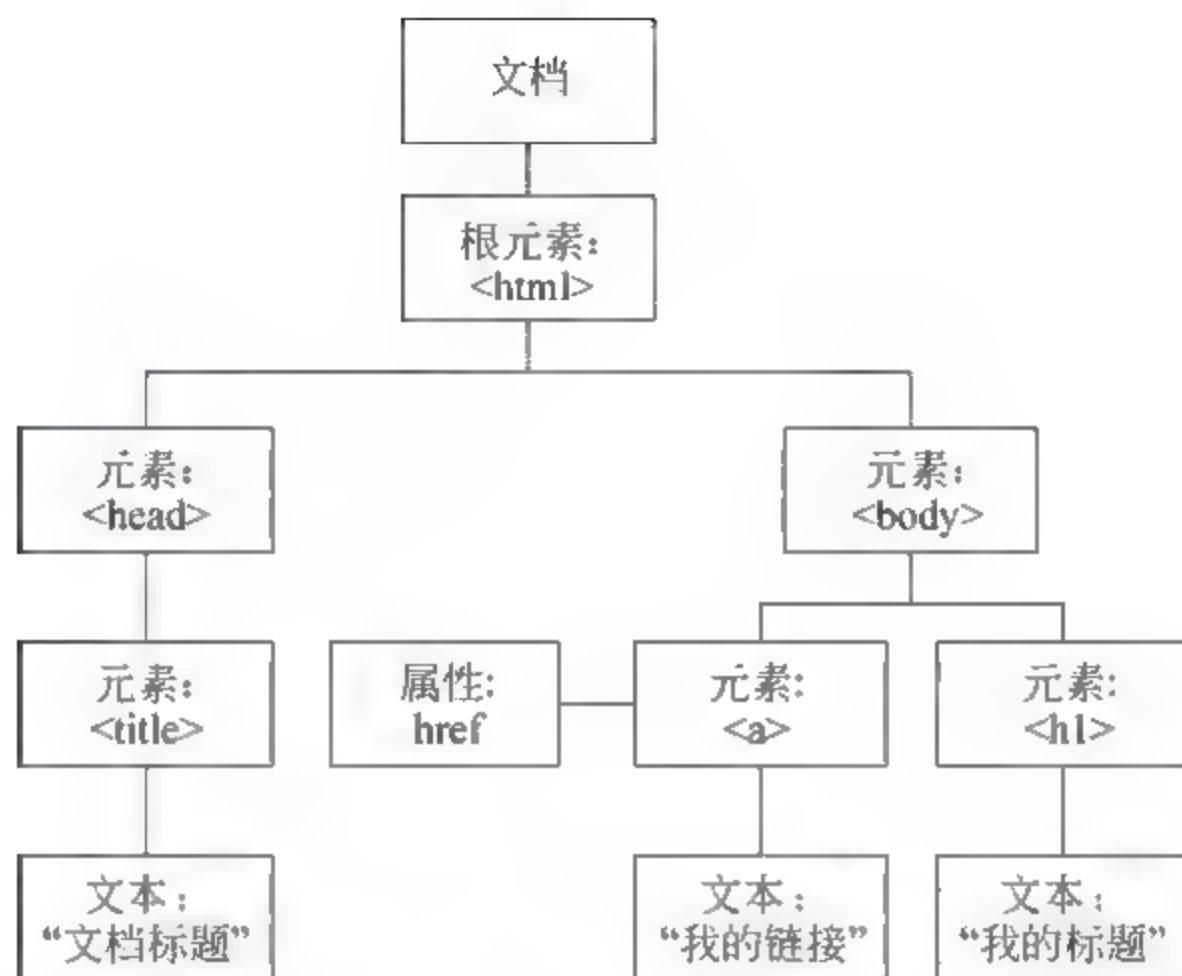 文档
根元素：
<html>
元素：
<head>
元素：
<body>
元素：
<title>
属性:
href
元素:
<a>
元素:
<h1>
文本：
“文档标题”
文本：
“我的链接”
文本：
“我的标题”